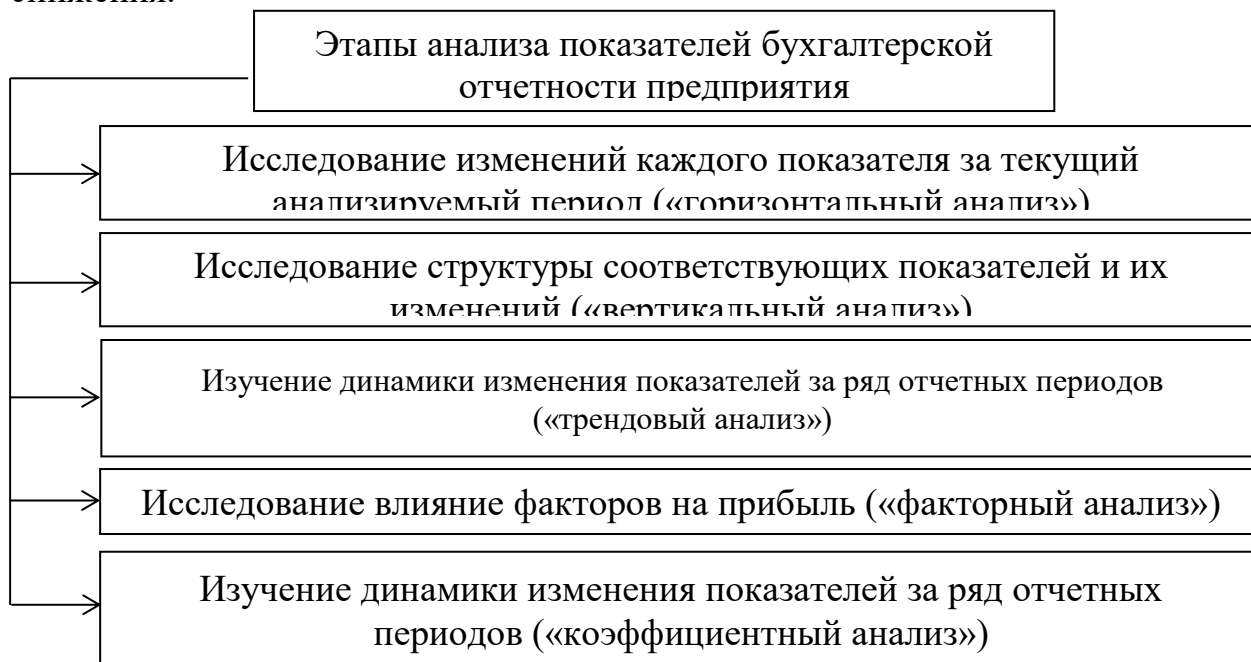 снижения.
Этапы анализа показателей бухгалтерской
отчетности предприятия
Исследование изменений каждого показателя за текущий
анализируемый период («горизонтальный анализ»)
Исследование структуры соответствующих показателей и их
изменений («вертикальный анализ»)
Изучение динамики изменения показателей за ряд отчетных периодов
(«трендовый анализ»)
Исследование влияние факторов на прибыль («факторный анализ»)
Изучение динамики изменения показателей за ряд отчетных
периодов («коэффициентный анализ»)